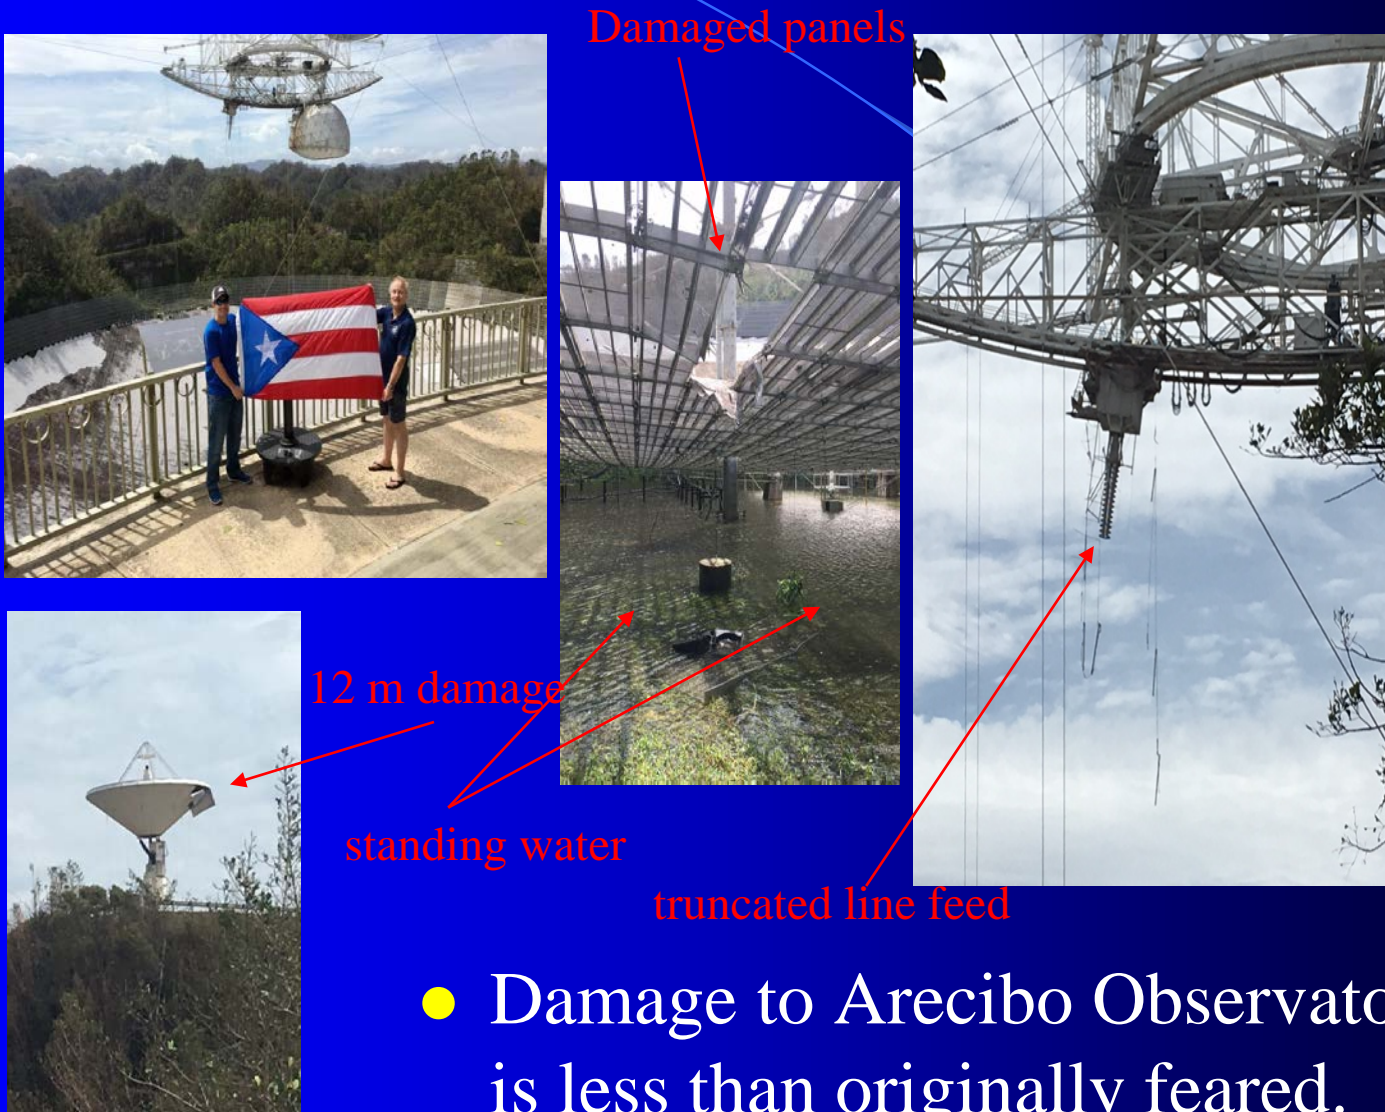 Damaged panels
12 m damage
standing water
truncated line feed
Damage to Arecibo Observato
is less than originally feared.